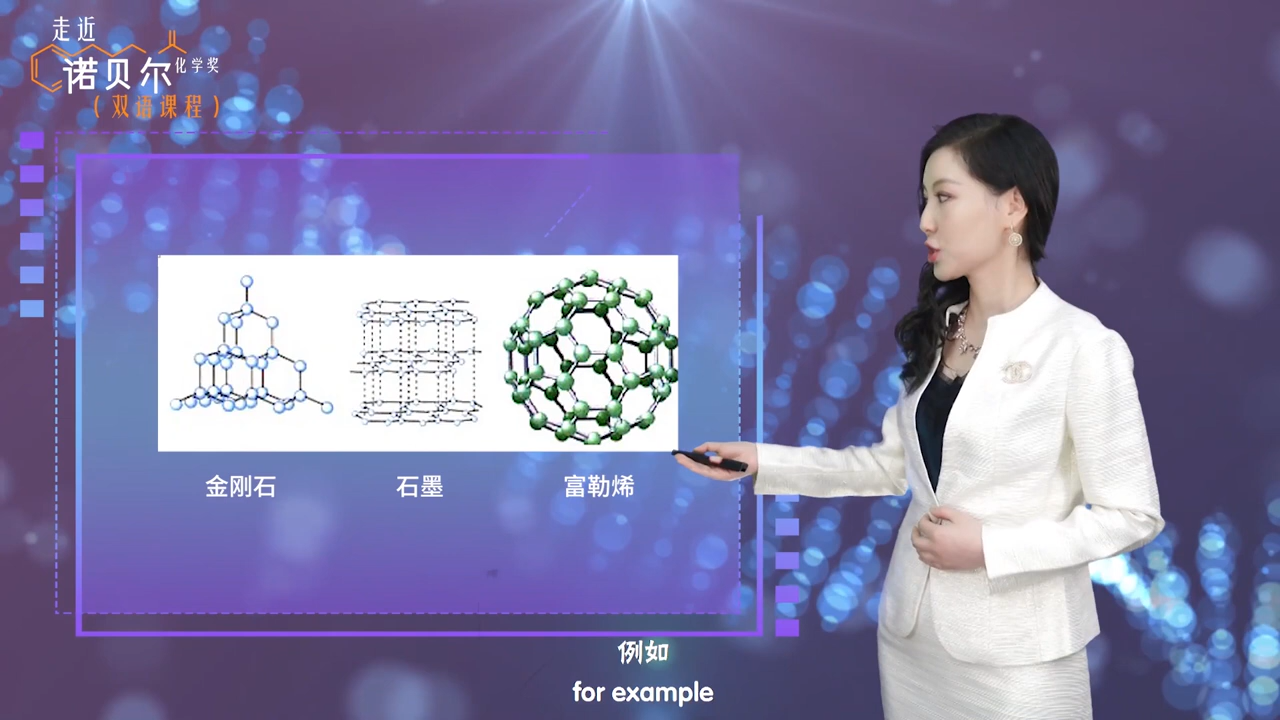 走近
诺贝尔化学奖
(双语课程)
金刚石 石墨 富勒烯
例如
for example